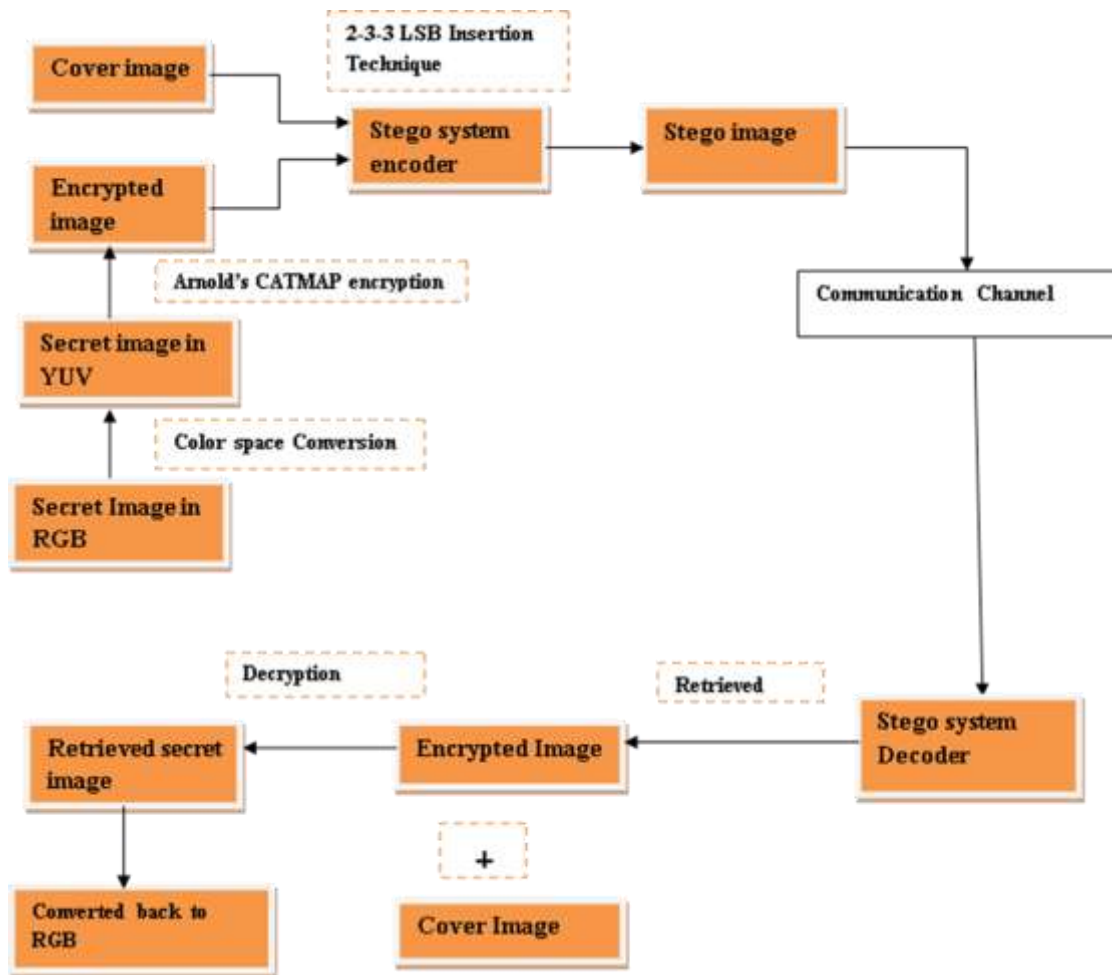 2-3-3 LSB Insertion
Technique
Cover image
Stego system
encoder
Stego image
Encrypted
image
Arnold's CATMAP encryption
Communication Channel
Secret image in
YUV
Color space Conversion
Secret Image in
RGB
Decryption
Retrieved
Stego system
Decoder
Encrypted Image
Retrieved secret
image
+
Converted back to
RGB
Cover Image